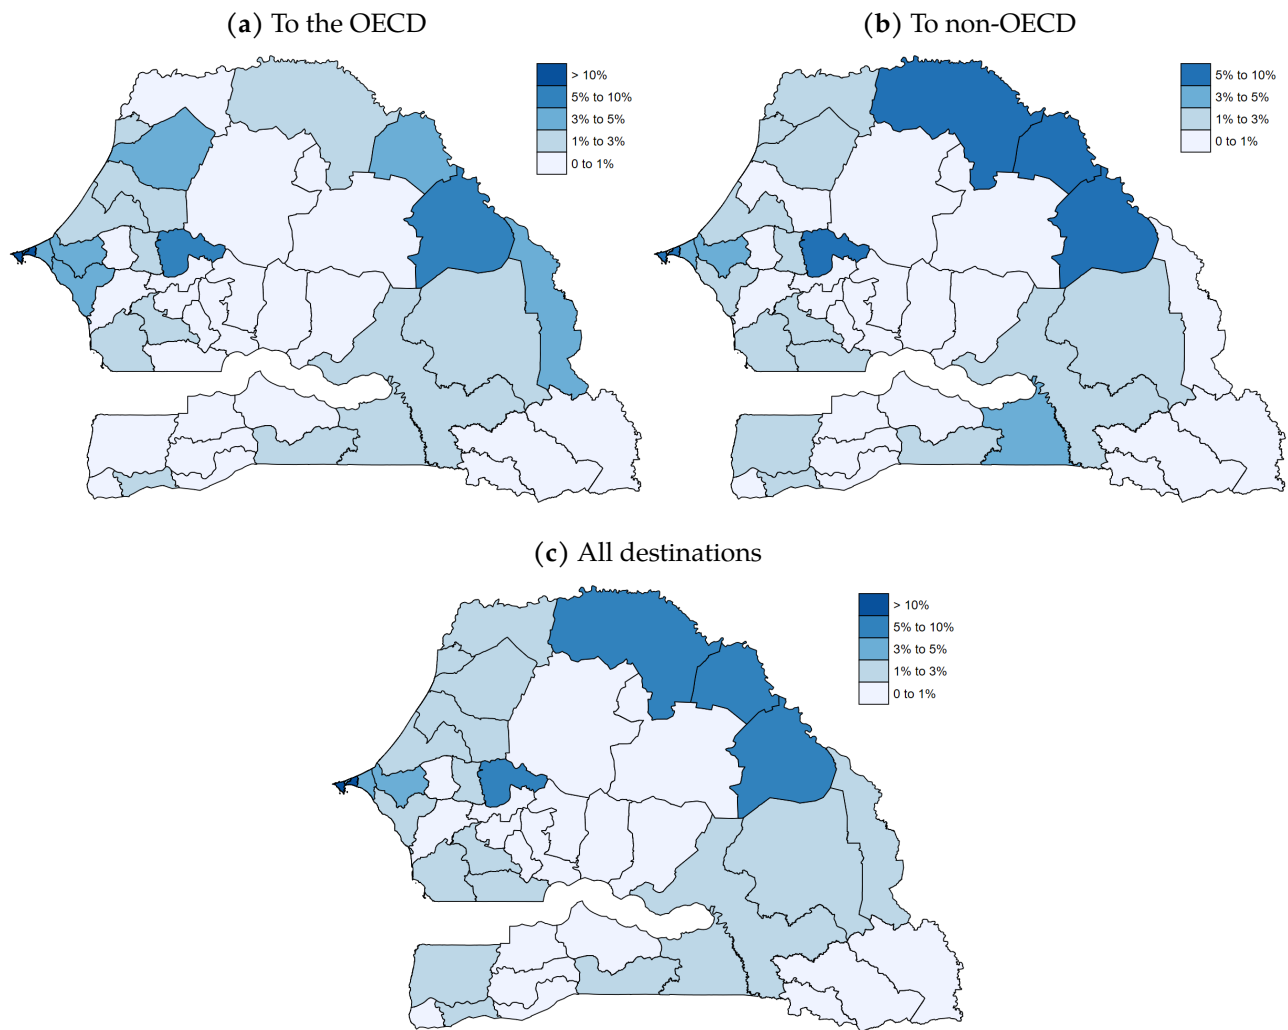 (a) To the OECD
> 10%
5% to 10%
3% to 5%
1% to 3%
0 to 1%
(b) To non-OECD
5% to 10%
3% to 5%
1% to 3%
0 to 1%
(c) All destinations
> 10%
5% to 10%
3% to 5%
1% to 3%
0 to 1%